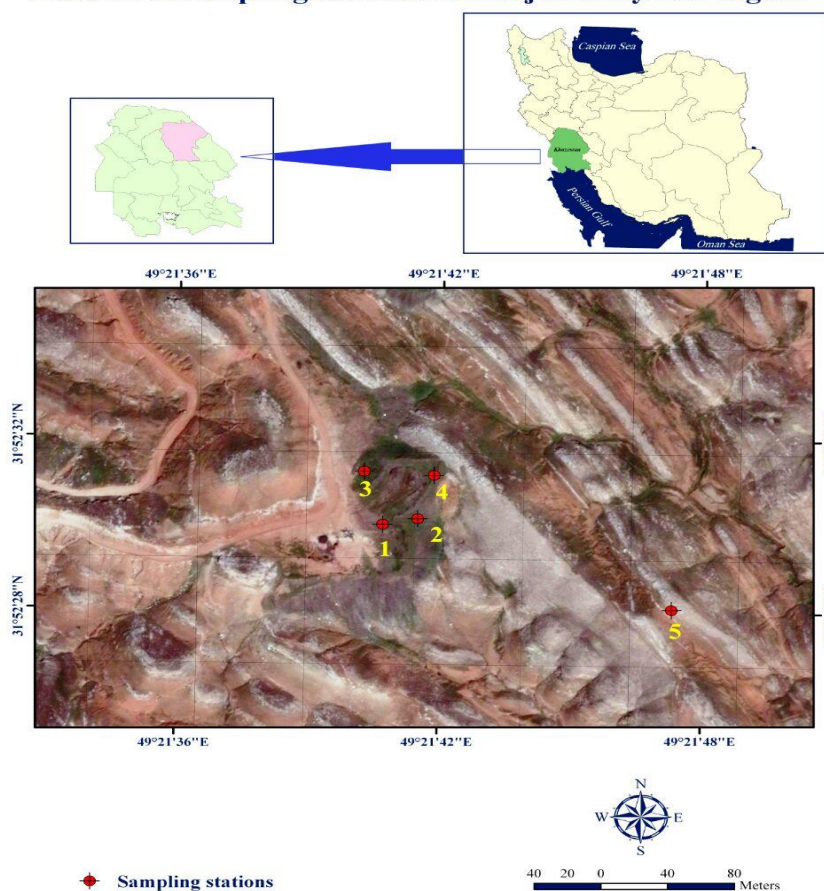 Caspian Sea
Khuzestan
Persian Gulf
Oman Sea
49°21'36"E
49°21'42"E
49°21'48"E
31°52'32"N
31°52'28"N
3
4
1
2
5
49°21'36"E
49°21'42"E
49°21'48"E
N
W
E
S
Sampling stations
40 20 0 40 80
Meters